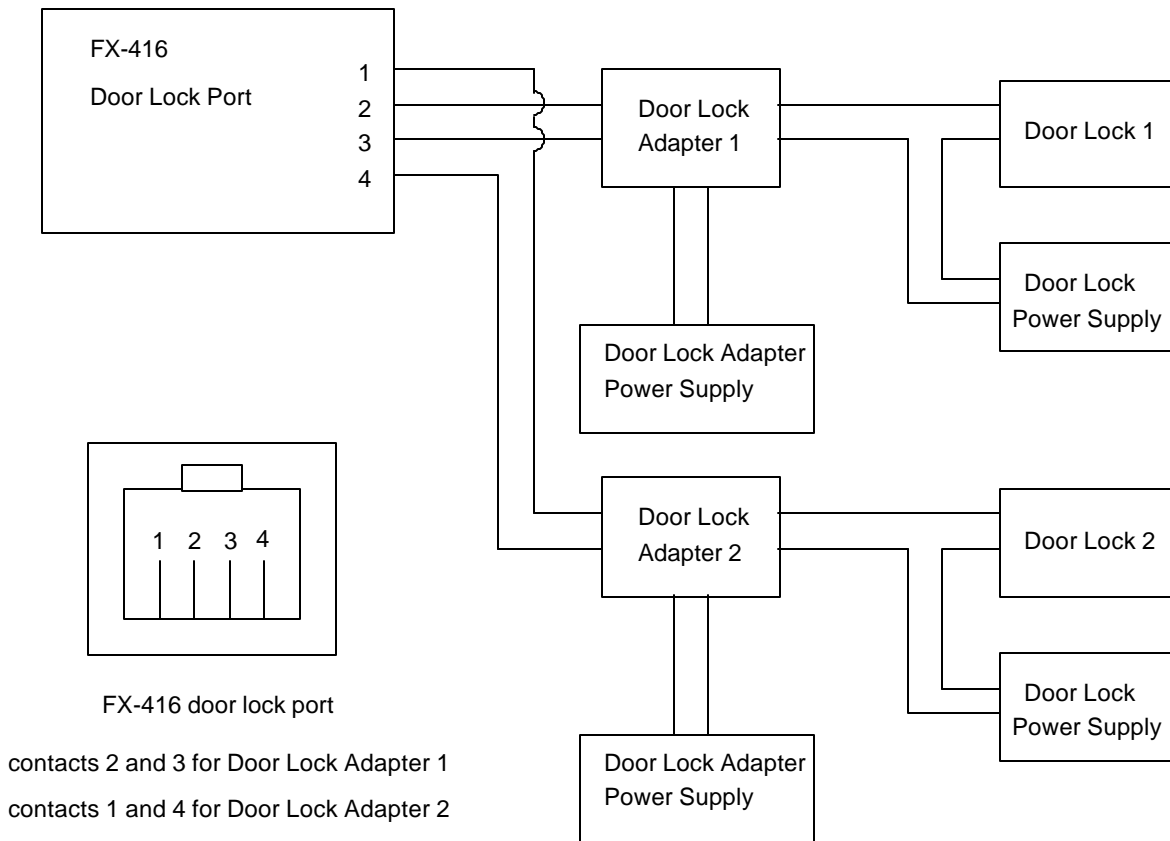 FX-416
Door Lock Port
1
2
3
4
Door Lock
Adapter 1
Door Lock 1
Door Lock
Power Supply
Door Lock Adapter
Power Supply
Door Lock
Adapter 2
Door Lock 2
Door Lock
Power Supply
Door Lock Adapter
Power Supply
1 2 3 4
FX-416 door lock port
contacts 2 and 3 for Door Lock Adapter 1
contacts 1 and 4 for Door Lock Adapter 2